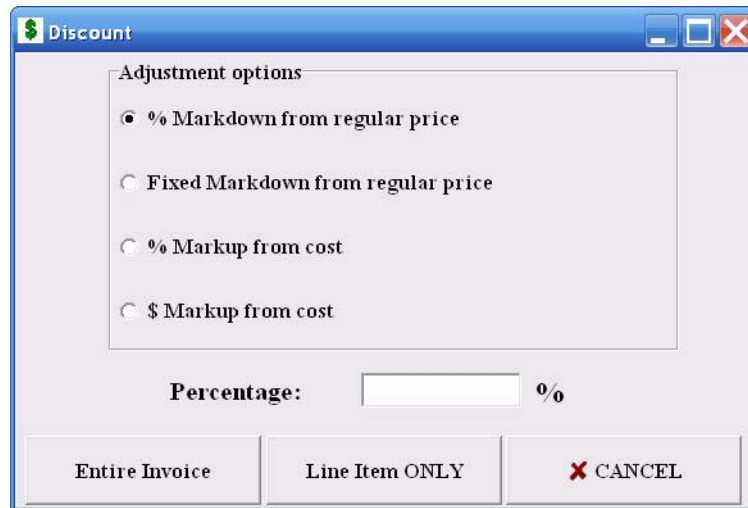 Discount
Adjustment options
% Markdown from regular price
Fixed Markdown from regular price
% Markup from cost
$ Markup from cost
Percentage: %
Entire Invoice Line Item ONLY CANCEL